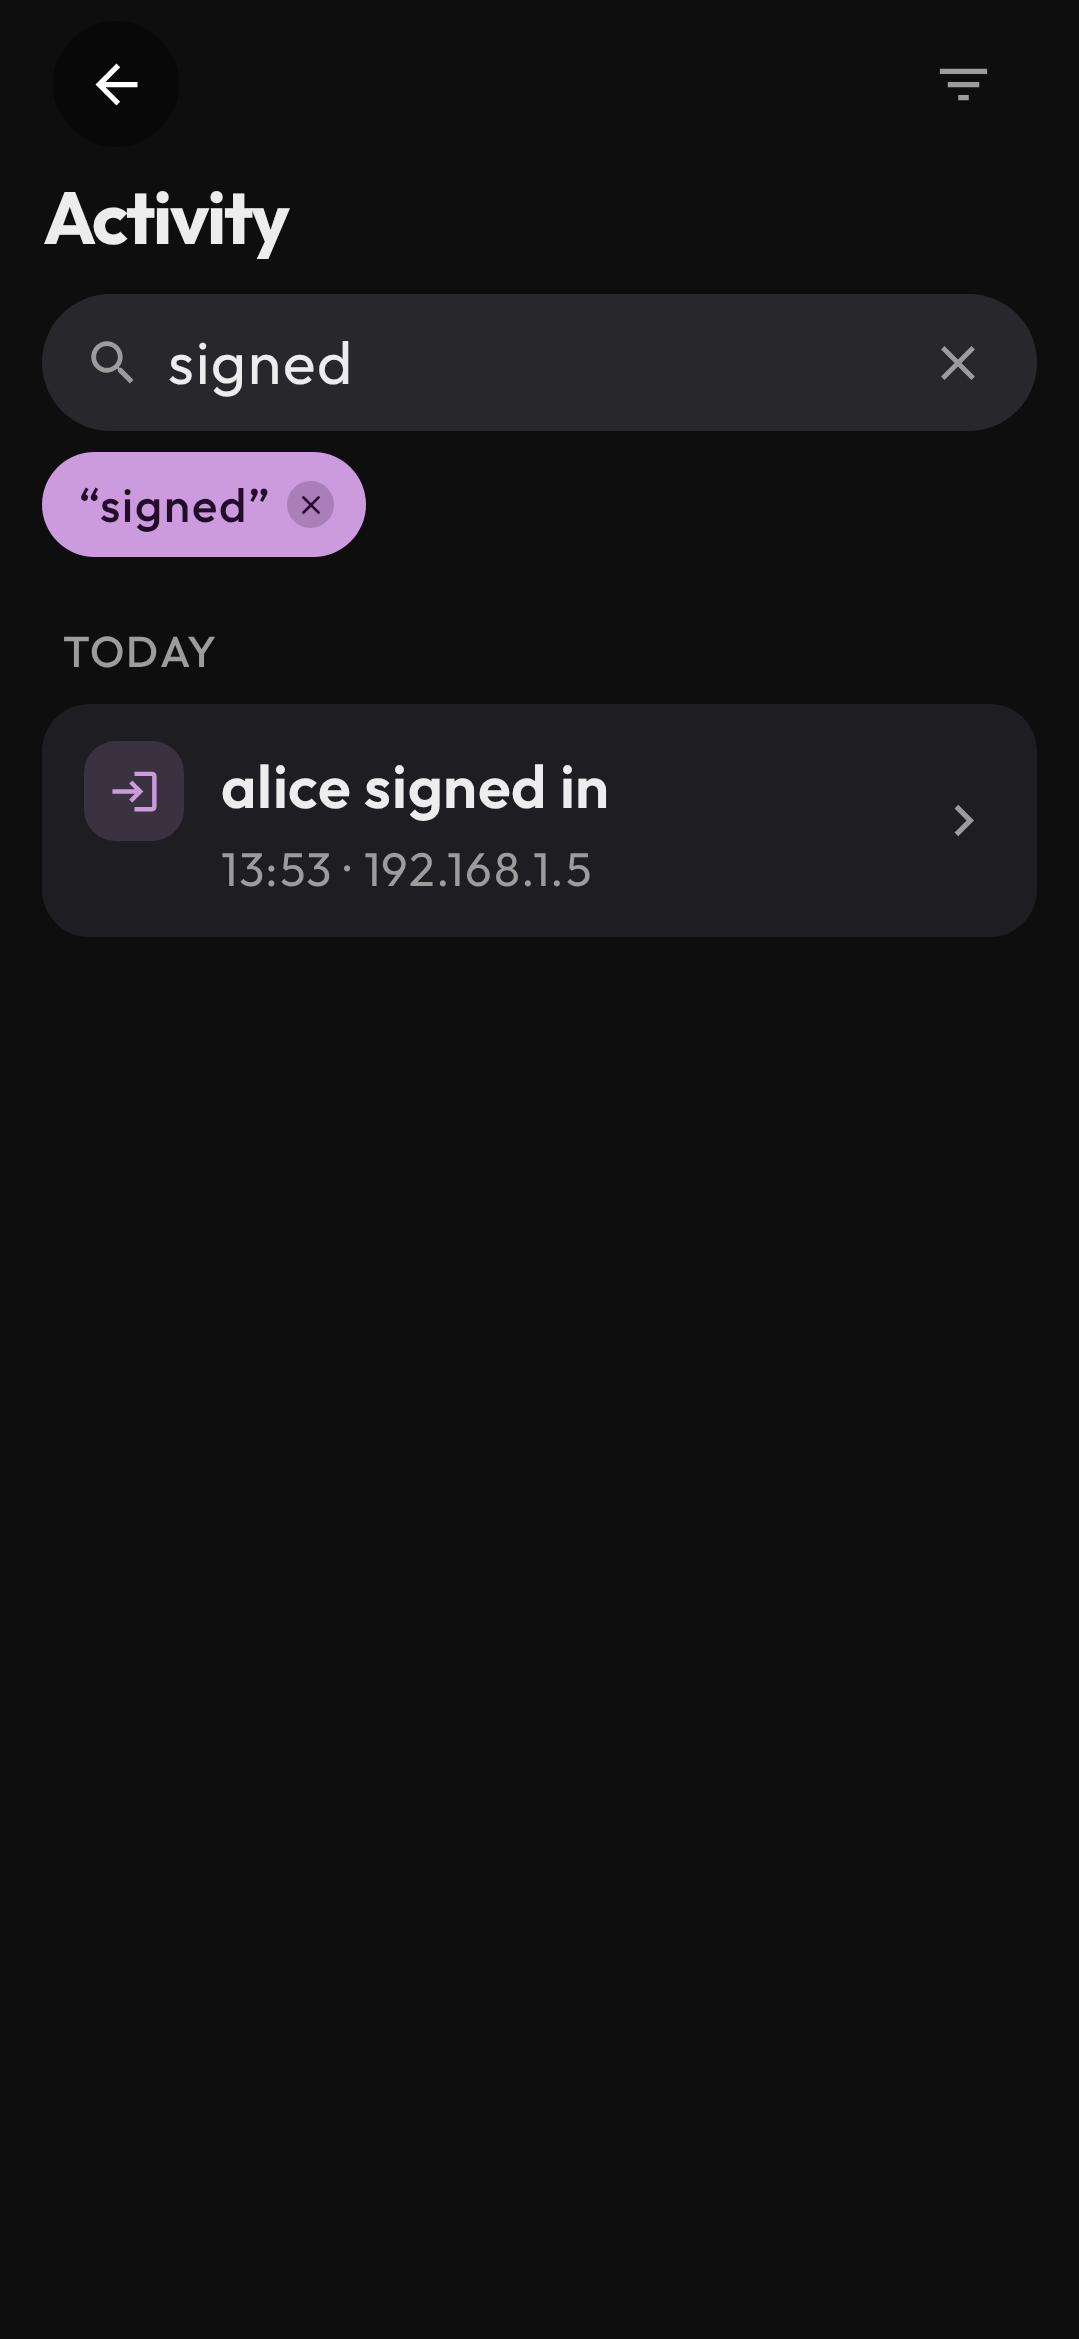 Activity
signed
“signed”
TODAY
alice signed in
13:53 · 192.168.1.5